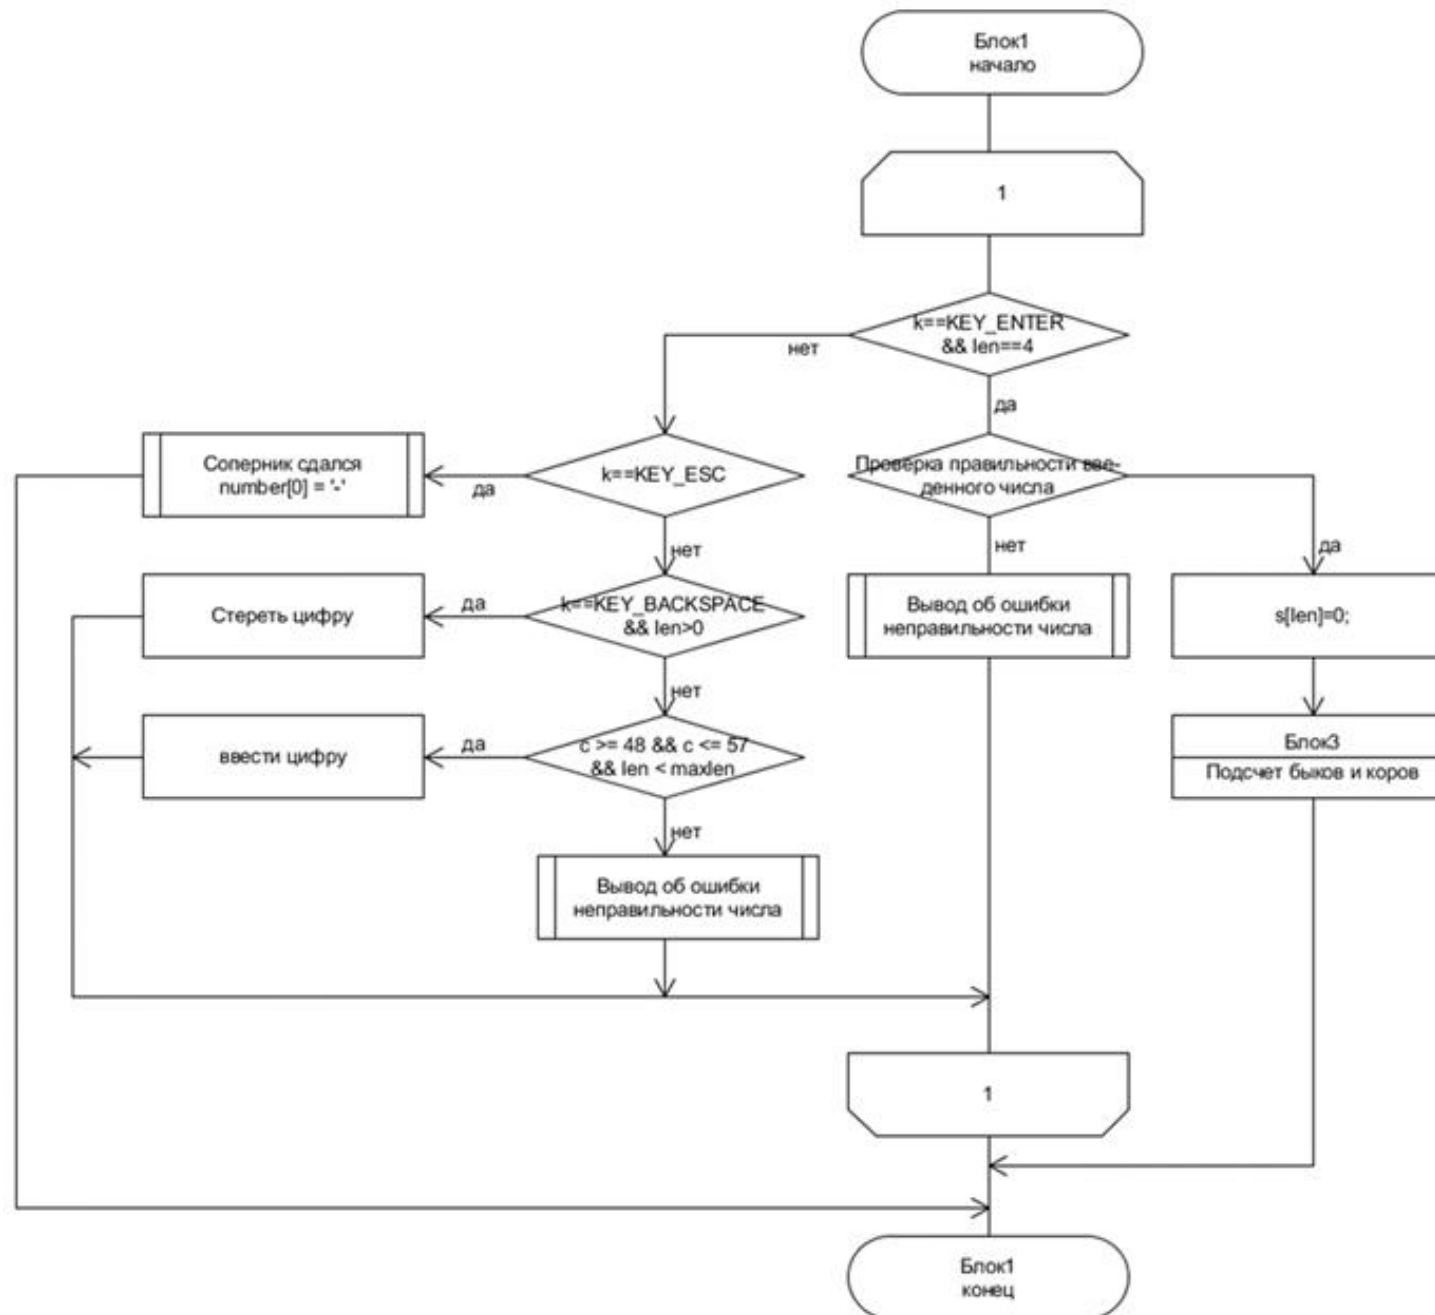 Блок1
начало
1
k==KEY_ENTER
&& len==4
нет
да
Соперник сдался
number[0] = '-'
да
k==KEY_ESC
Проверка правильности вве-
денного числа
нет
нет
да
Стереть цифру
да
k==KEY_BACKSPACE
&& len>0
Вывод об ошибки
неправильности числа
s[len]=0;
нет
ввести цифру
да
c >= 48 && c <= 57
&& len < maxlen
Блок3
Подсчет быков и коров
нет
Вывод об ошибки
неправильности числа
1
Блок1
конец